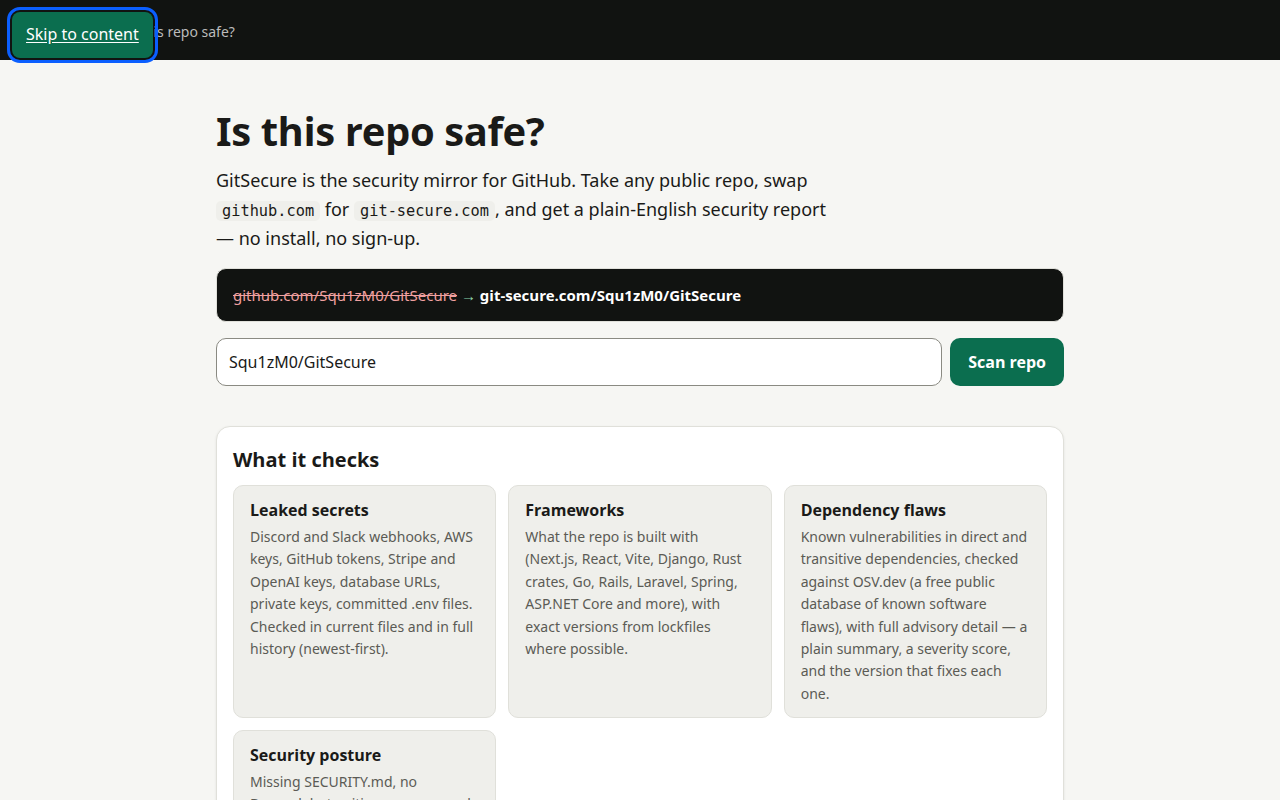 Skip to content
s repo safe?
Is this repo safe?
GitSecure is the security mirror for GitHub. Take any public repo, swap
github.com for git-secure.com, and get a plain-English security report
— no install, no sign-up.
github.com/Squ1zM0/GitSecure → git-secure.com/Squ1zM0/GitSecure
Squ1zM0/GitSecure
Scan repo
What it checks
Leaked secrets
Discord and Slack webhooks, AWS
keys, GitHub tokens, Stripe and
OpenAI keys, database URLs,
private keys, committed .env files.
Checked in current files and in full
history (newest-first).
Frameworks
What the repo is built with
(Next.js, React, Vite, Django, Rust
crates, Go, Rails, Laravel, Spring,
ASP.NET Core and more), with
exact versions from lockfiles
where possible.
Dependency flaws
Known vulnerabilities in direct and
transitive dependencies, checked
against OSV.dev (a free public
database of known software
flaws), with full advisory detail — a
plain summary, a severity score,
and the version that fixes each
one.
Security posture
Missing SECURITY.md, no